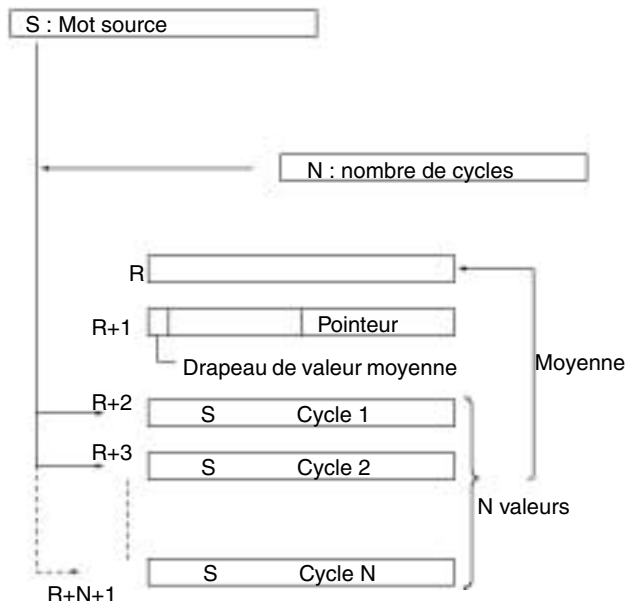 S : Mot source
N : nombre de cycles
R
R+1 Pointeur
Drapeau de valeur moyenne
Moyenne
R+2 S Cycle 1
R+3 S Cycle 2
N valeurs
S Cycle N
R+N+1